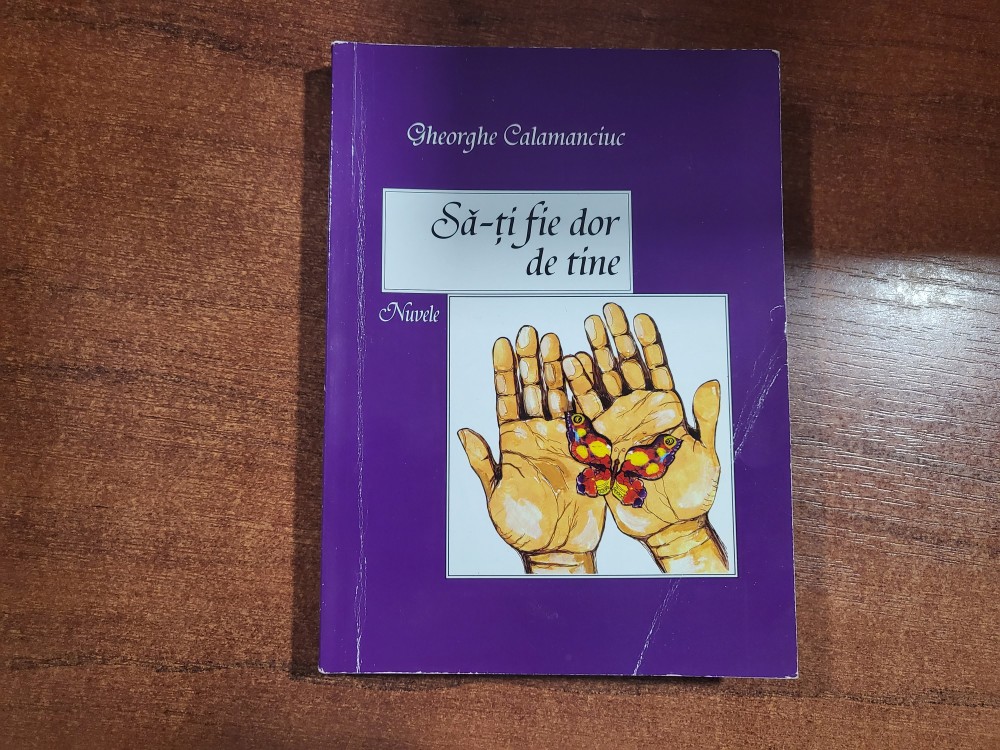 Gheorghe Calamanciuc
Să-ți fie dor
de tine
Nuvele